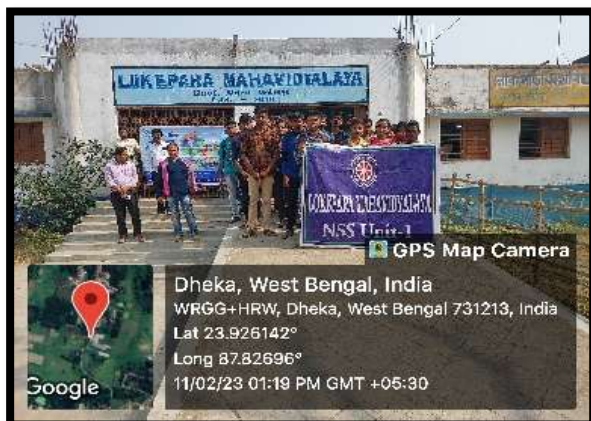 LOKEPARA MAHAVIDYALAYA
LOKEPARA MAHAVIDYALAYA
NSS Unit-1
GPS Map Camera
Dheka, West Bengal, India
WRGG+HRW, Dheka, West Bengal 731213, India
Lat 23.926142°
Long 87.82696°
11/02/23 01:19 PM GMT +05:30
Google